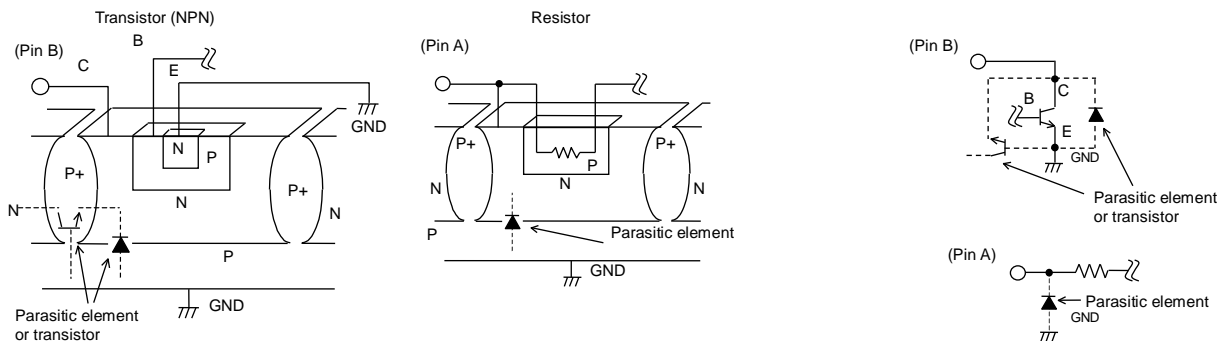 Transistor (NPN)
(Pin B)
C
B
E
GND
N
P
P+
P+
N
N
N
P
GND
Parasitic element
or transistor
Resistor
(Pin A)
P+
P+
P
N
N
N
P
Parasitic element
GND
(Pin B)
C
B
E
GND
Parasitic element
or transistor
(Pin A)
Parasitic element
GND